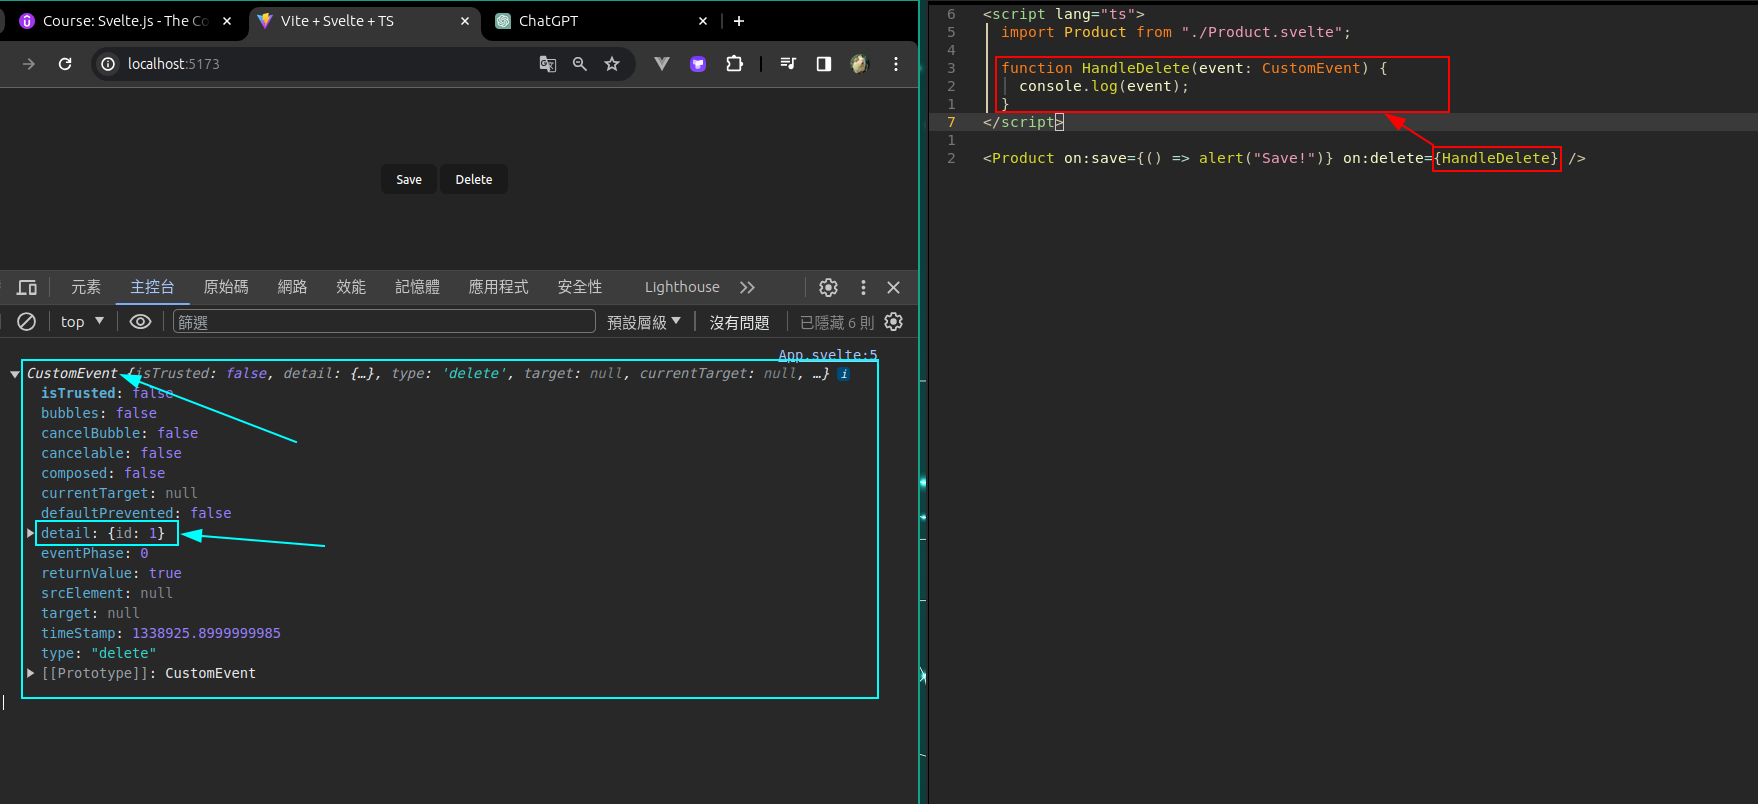 Course: Svelte.js - The Co
Vite + Svelte + TS
ChatGPT
localhost:5173
Save
Delete
元素
主控台
原始碼
網路
效能
記憶體
應用程式
安全性
Lighthouse
top
篩選
預設層級
沒有問題
已隱藏 6 則
App.svelte:5
CustomEvent {isTrusted: false, detail: {…}, type: 'delete', target: null, currentTarget: null, …}
isTrusted: false
bubbles: false
cancelBubble: false
cancelable: false
composed: false
currentTarget: null
defaultPrevented: false
detail: {id: 1}
eventPhase: 0
returnValue: true
srcElement: null
target: null
timeStamp: 1338925.8999999985
type: "delete"
[[Prototype]]: CustomEvent
6 <script lang="ts">
5 import Product from "./Product.svelte";
4
3 function HandleDelete(event: CustomEvent) {
2 console.log(event);
1 }
7 </script>
1
2 <Product on:save={() => alert("Save!")} on:delete={HandleDelete} />